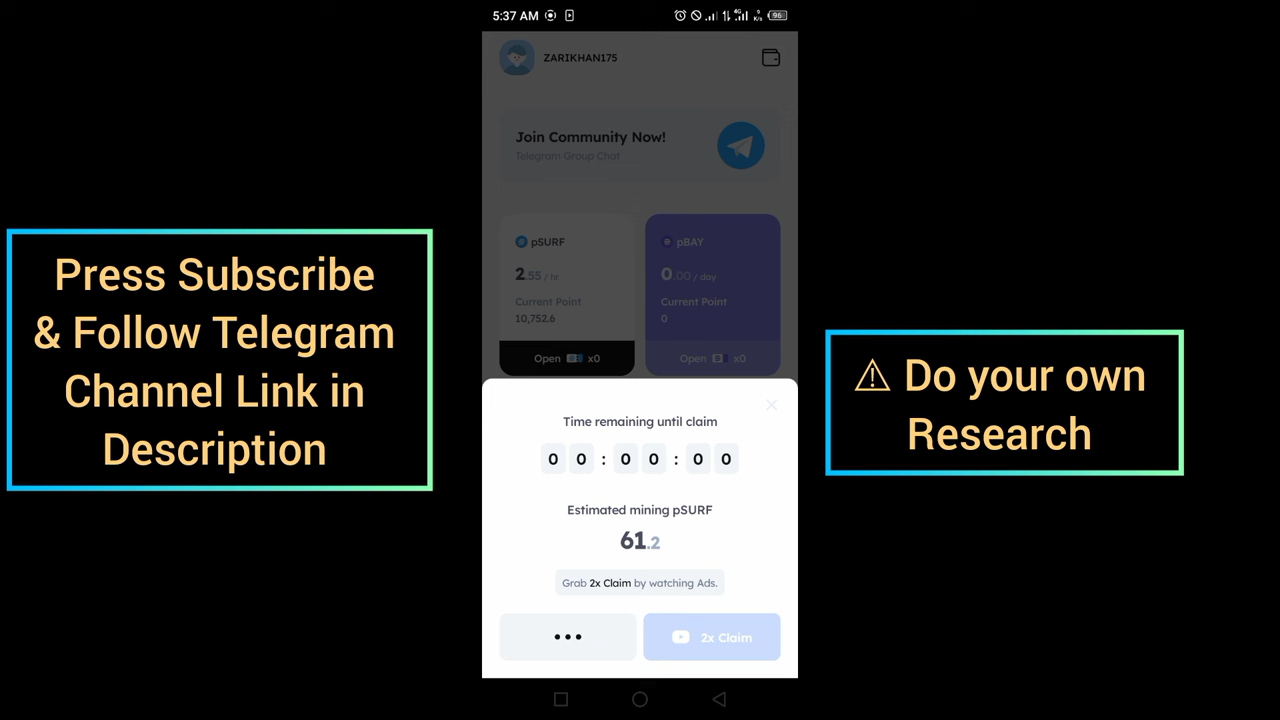 5:37 AM
4G
9
K/s
96
ZARIKHAN175
Join Community Now!
Telegram Group Chat
pSURF
2.55 / hr
Current Point
10,752.6
Open x0
pBAY
0.00 / day
Current Point
0
Open x0
Time remaining until claim
0 0 : 0 0 : 0 0
Estimated mining pSURF
61.2
Grab 2x Claim by watching Ads.
2x Claim
Press Subscribe
& Follow Telegram
Channel Link in
Description
⚠ Do your own
Research